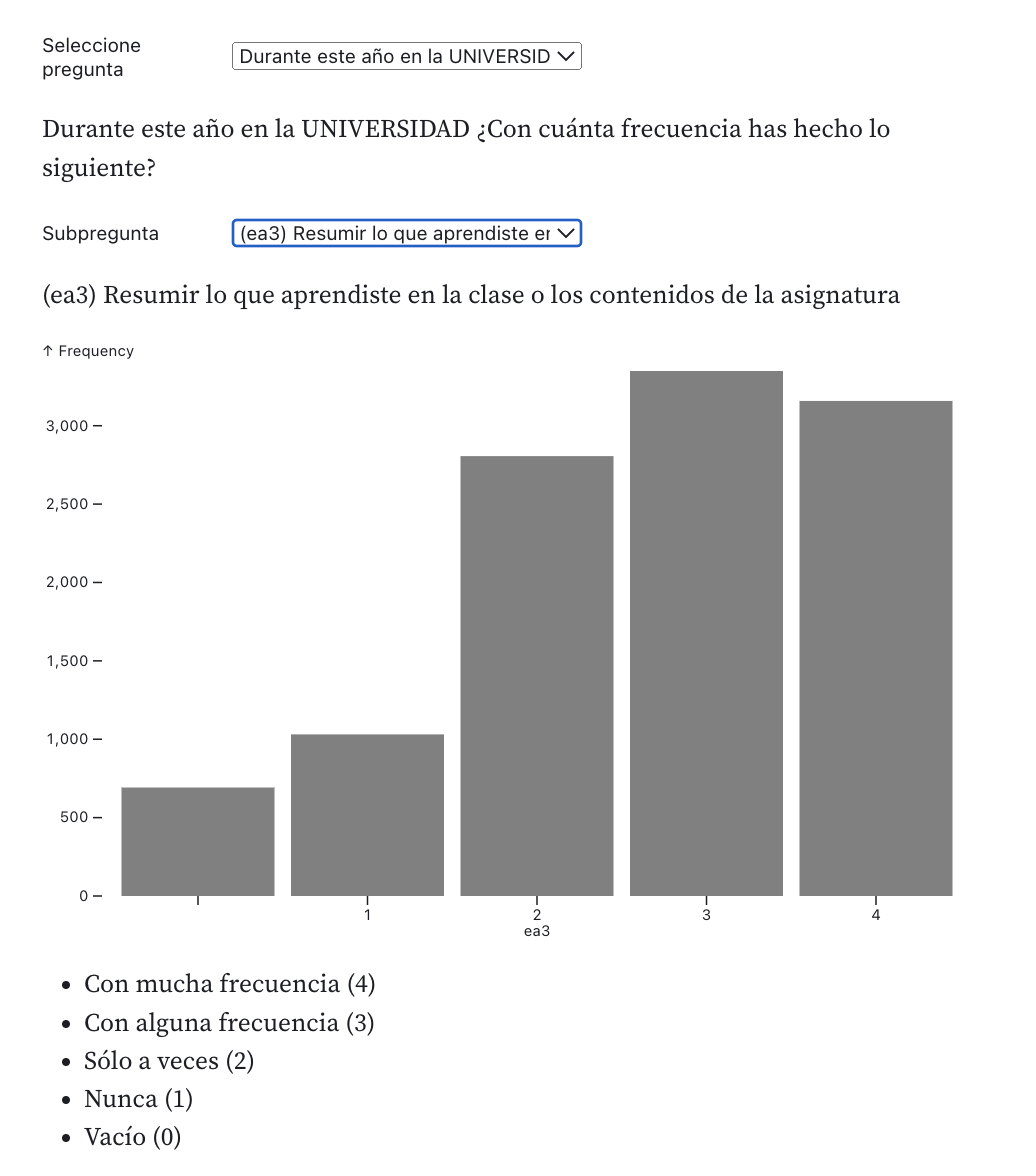 Seleccione
pregunta
Durante este año en la UNIVERSID
Durante este año en la UNIVERSIDAD ¿Con cuánta frecuencia has hecho lo
siguiente?
Subpregunta
(ea3) Resumir lo que aprendiste er
(ea3) Resumir lo que aprendiste en la clase o los contenidos de la asignatura
↑ Frequency
3,000
2,500
2,000
1,500
1,000
500
0
1 2 3 4
ea3
• Con mucha frecuencia (4)
• Con alguna frecuencia (3)
• Sólo a veces (2)
• Nunca (1)
• Vacío (0)